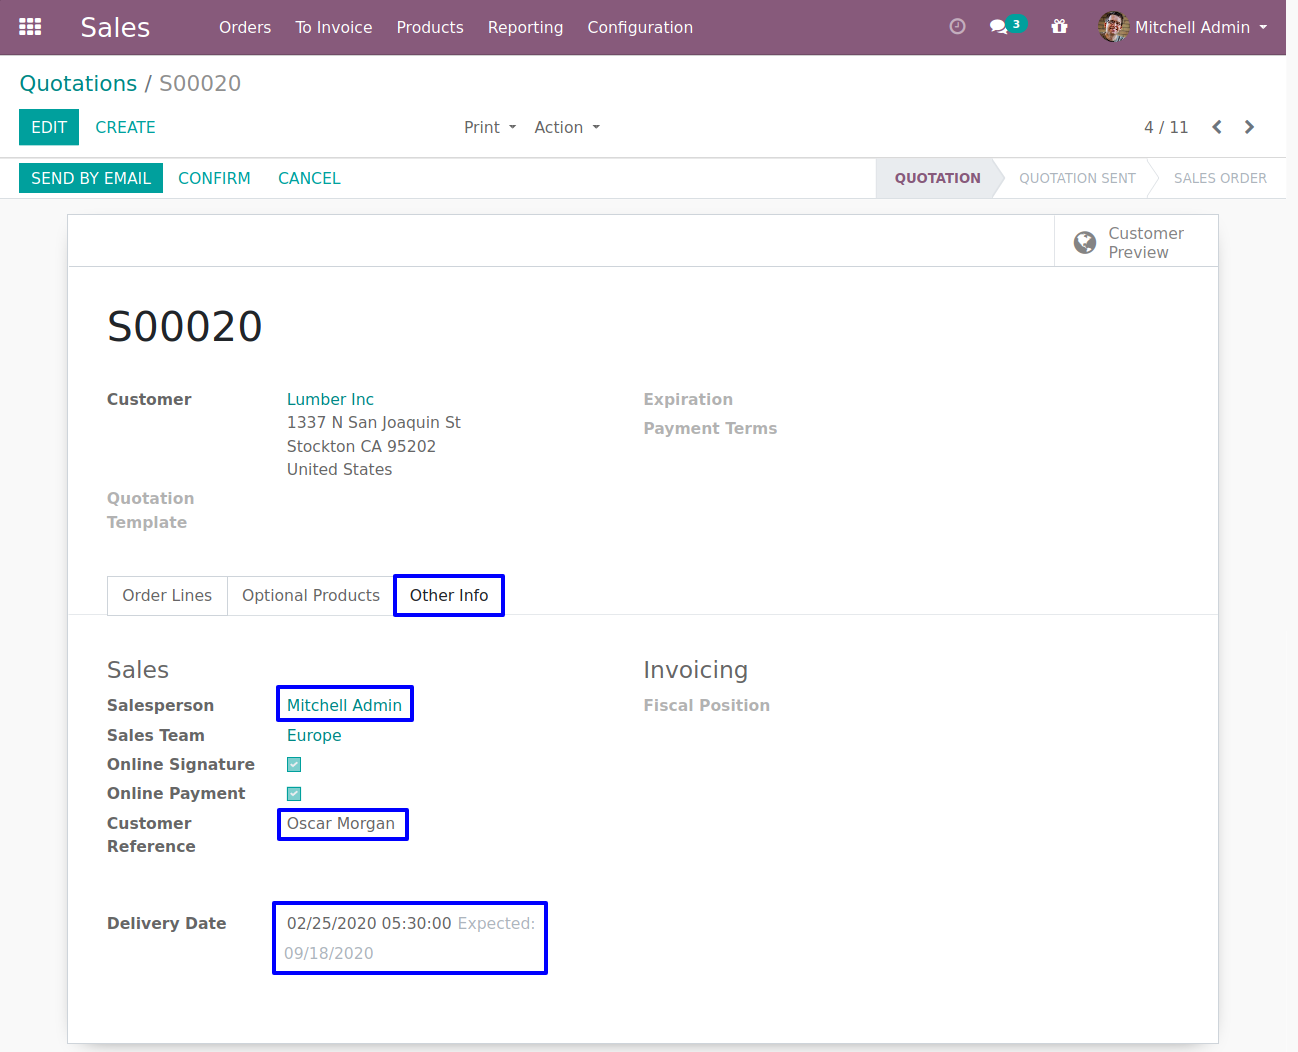 Sales Orders To Invoice Products Reporting Configuration 3 Mitchell Admin
Quotations / S00020
EDIT CREATE Print Action 4 / 11
SEND BY EMAIL CONFIRM CANCEL QUOTATION QUOTATION SENT SALES ORDER
Customer
Preview
S00020
Customer Lumber Inc Expiration
1337 N San Joaquin St
Payment Terms
Stockton CA 95202
United States
Quotation
Template
Order Lines Optional Products Other Info
Sales Invoicing
Salesperson Mitchell Admin Fiscal Position
Sales Team Europe
Online Signature
Online Payment
Customer Oscar Morgan
Reference
Delivery Date 02/25/2020 05:30:00 Expected:
09/18/2020